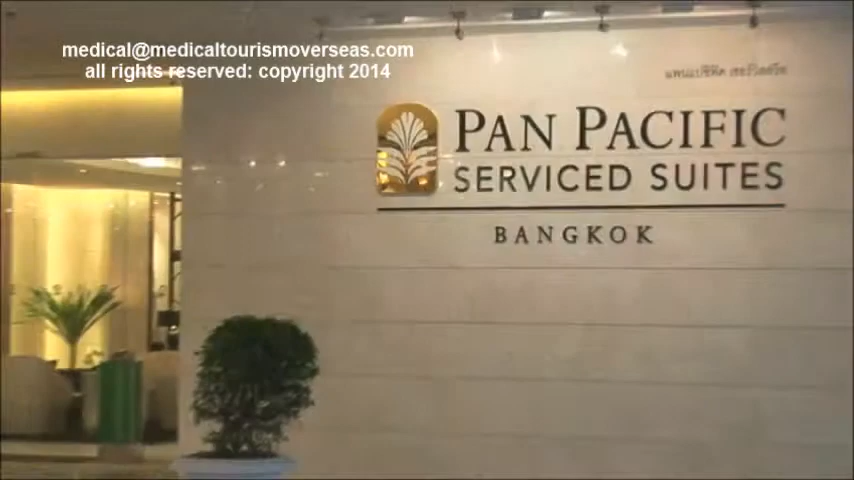 medical@medicaltourismoverseas.com
all rights reserved: copyright 2014
PAN PACIFIC
SERVICED SUITES
BANGKOK